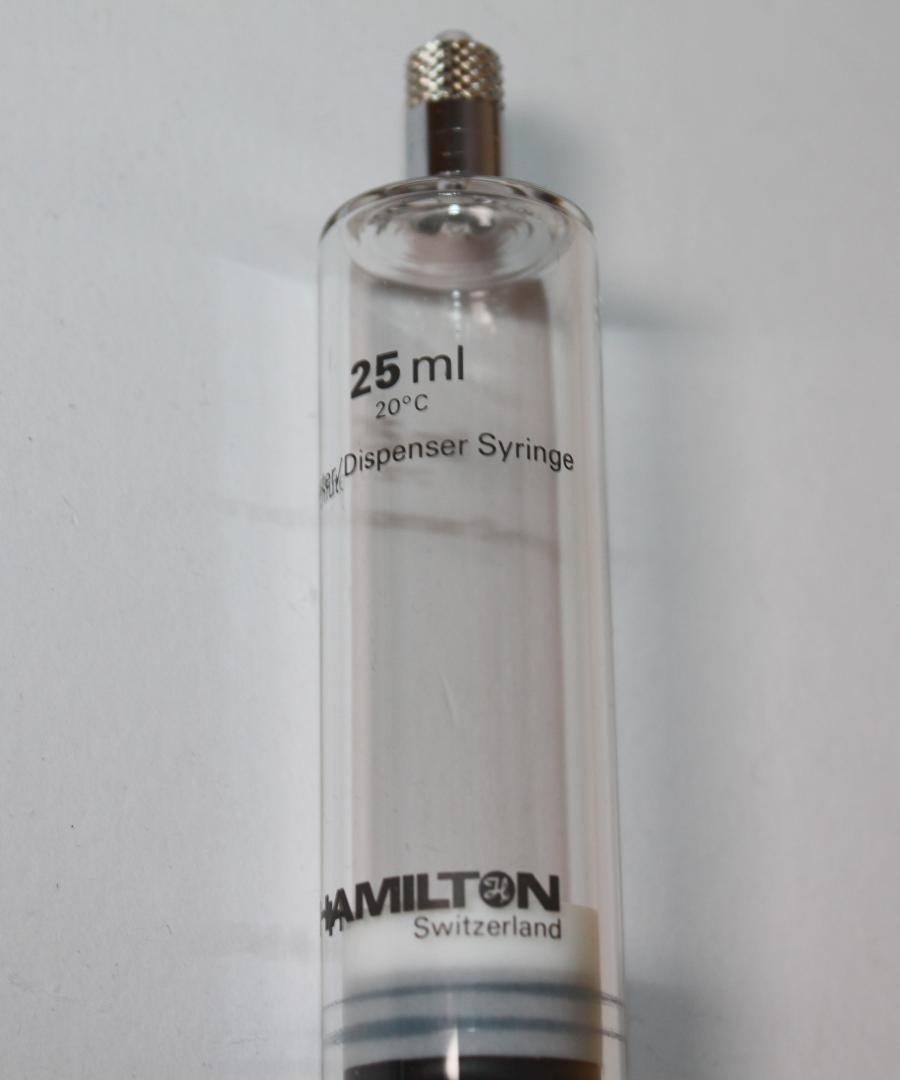 25 ml
20°C
Dispenser Syringe
HAMILTON
Switzerland